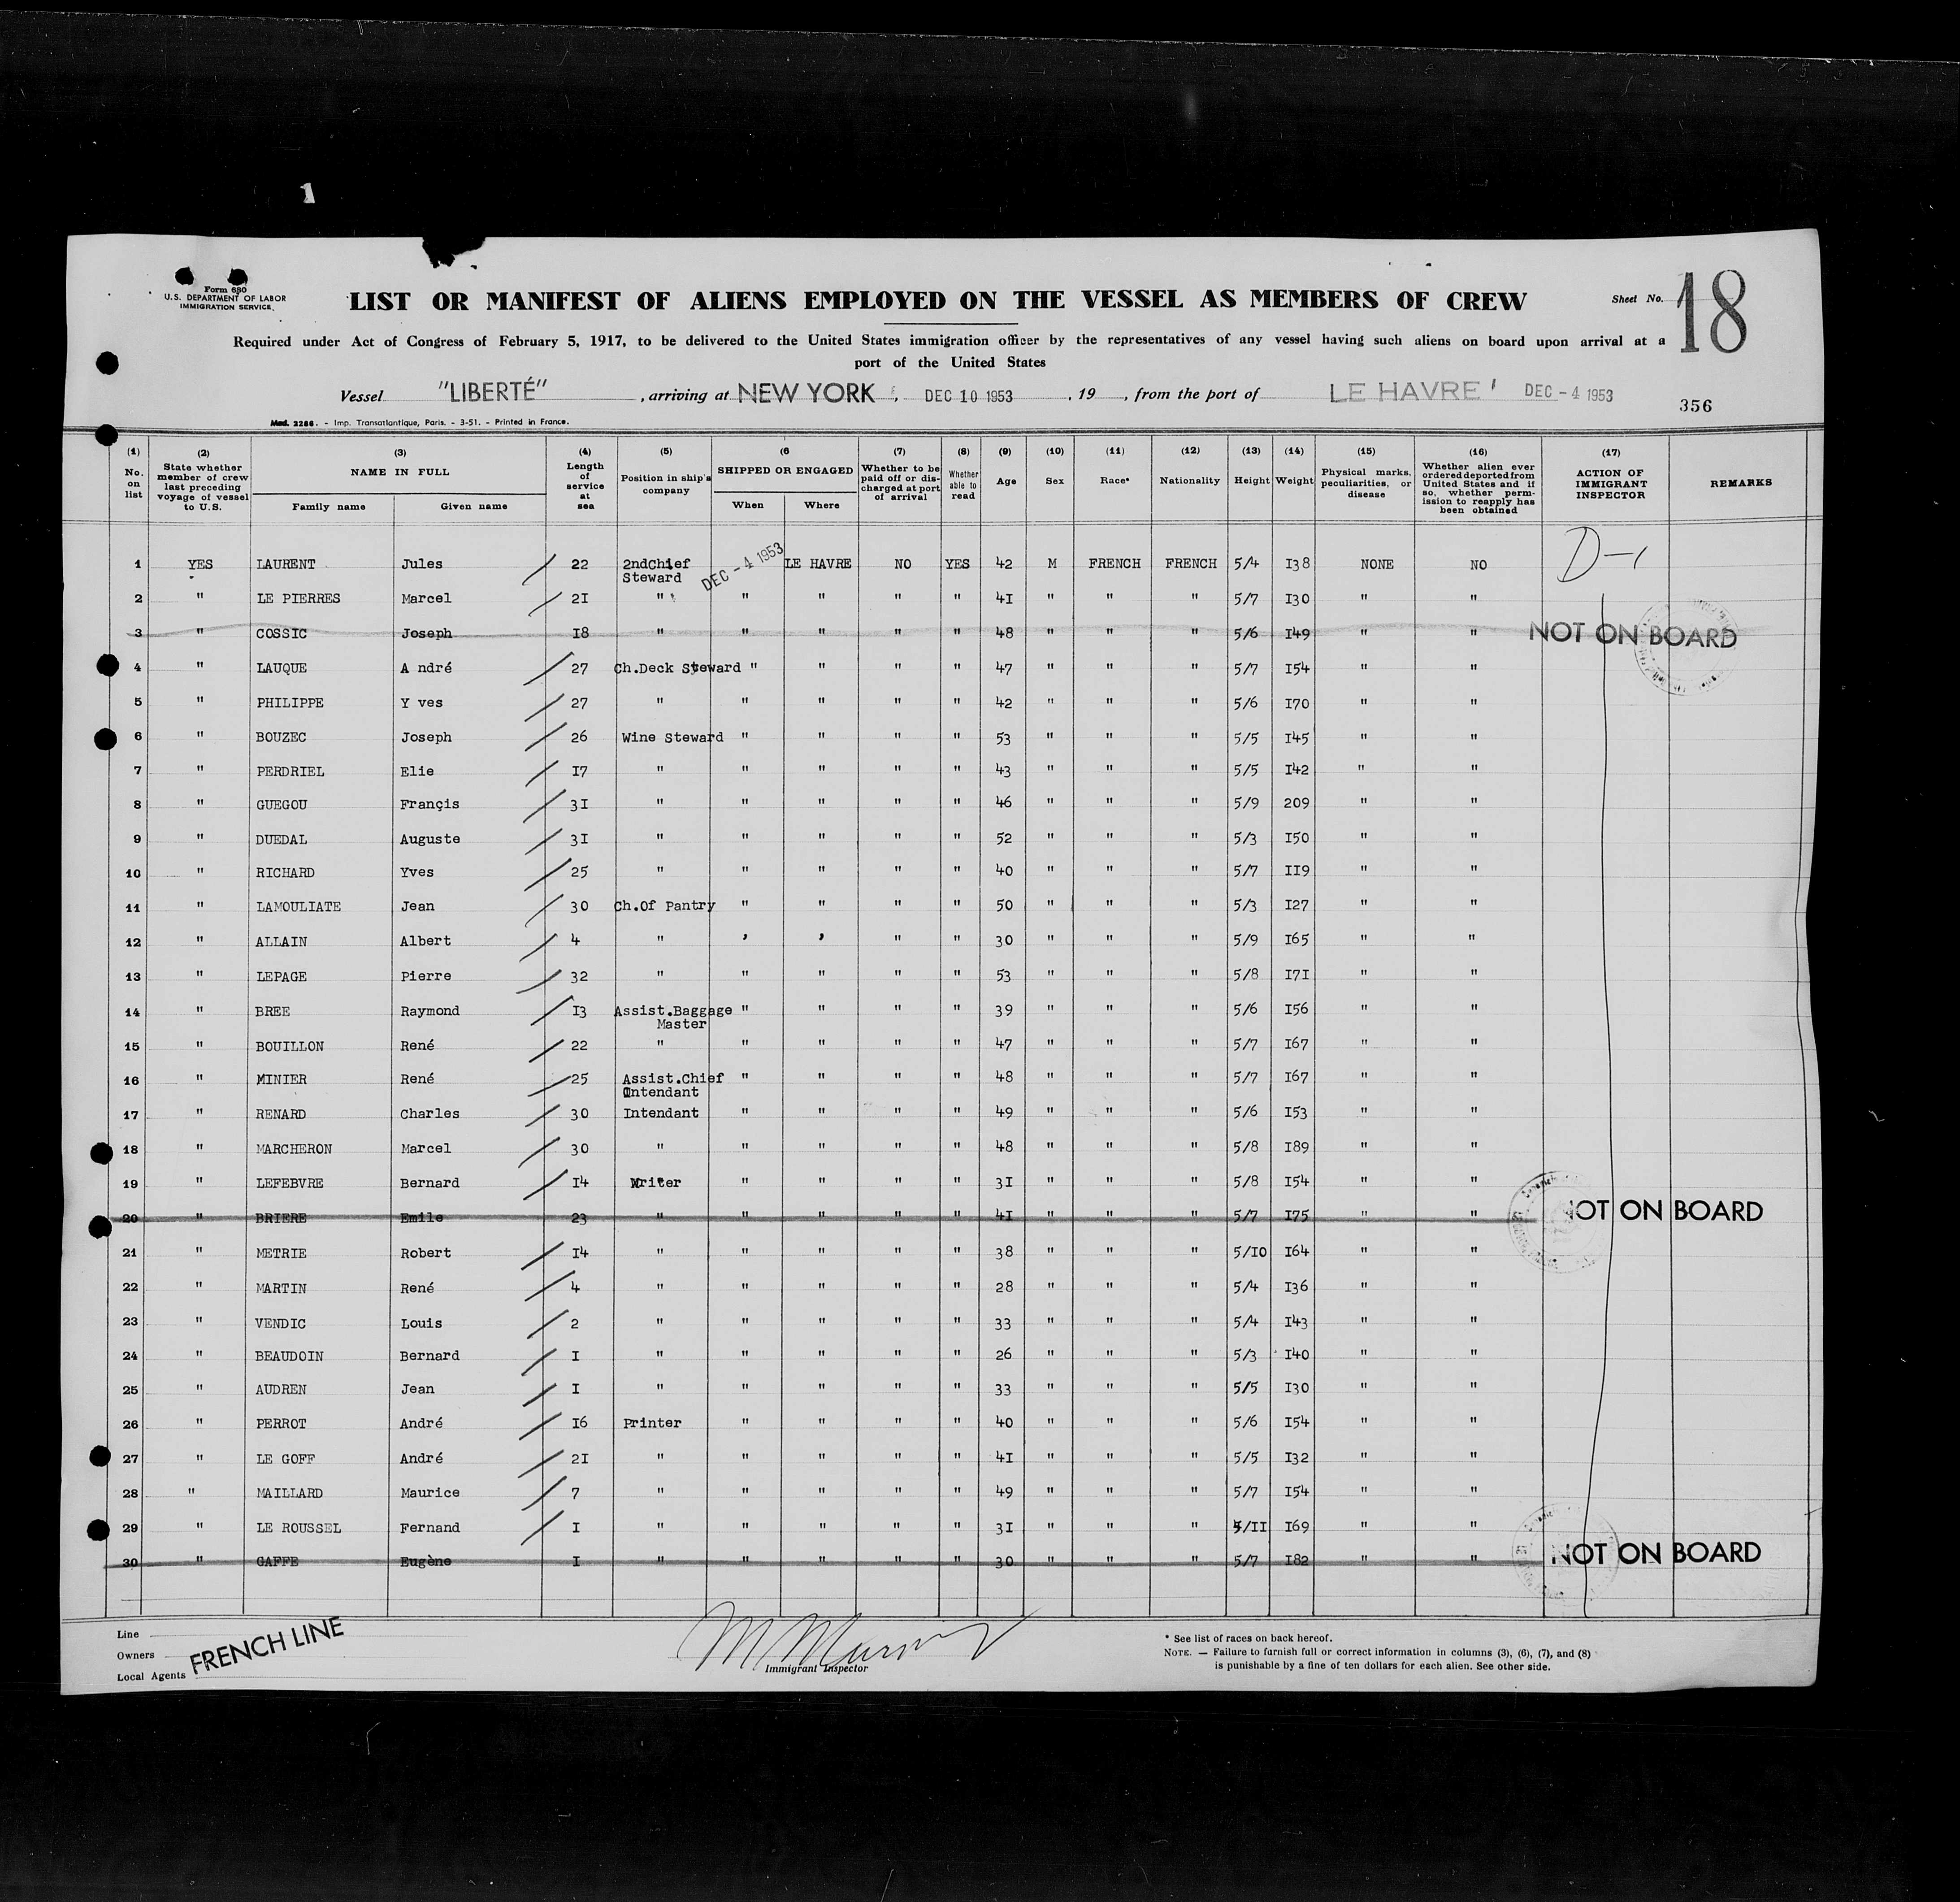 1
Form 680
U.S. DEPARTMENT OF LABOR
IMMIGRATION SERVICE.
LIST OR MANIFEST OF ALIENS EMPLOYED ON THE VESSEL AS MEMBERS OF CREW
Sheet No. 18
Required under Act of Congress of February 5, 1917, to be delivered to the United States immigration officer by the representatives of any vessel having such aliens on board upon arrival at a
port of the United States
Vessel "LIBERTÉ" , arriving at NEW YORK , DEC 10 1953 , 19 , from the port of LE HAVRE DEC - 4 1953
356
Mod. 2286. - Imp. Transatlantique, Paris. - 3-51. - Printed in France.
(1) No. on list (2) State whether member of crew last preceding voyage of vessel to U.S. (3) NAME IN FULL Family name Given name (4) Length of service at sea (5) Position in ship's company (6 SHIPPED OR ENGAGED When Where (7) Whether to be paid off or discharged at port of arrival (8) Whether able to read (9) Age (10) Sex (11) Race* (12) Nationality (13) Height (14) Weight (15) Physical marks, peculiarities, or disease (16) Whether alien ever ordered deported from United States and if so, whether permission to reapply has been obtained (17) ACTION OF IMMIGRANT INSPECTOR REMARKS
1 YES LAURENT Jules 22 2ndChief Steward DEC - 4 1953 LE HAVRE NO YES 42 M FRENCH FRENCH 5/4 I38 NONE NO D-1
2 " LE PIERRES Marcel 2I " " " " " 4I " " " 5/7 I30 " "
3 " COSSIC Joseph I8 " " " " " 48 " " " 5/6 I49 " " NOT ON BOARD
4 " LAUQUE A ndré 27 Ch.Deck Steward " " " " 47 " " " 5/7 I54 " "
5 " PHILIPPE Y ves 27 " " " " " 42 " " " 5/6 I70 " "
6 " BOUZEC Joseph 26 Wine Steward " " " " 53 " " " 5/5 I45 " "
7 " PERDRIEL Elie I7 " " " " " 43 " " " 5/5 I42 " "
8 " GUEGOU Françis 3I " " " " " 46 " " " 5/9 209 " "
9 " DUEDAL Auguste 3I " " " " " 52 " " " 5/3 I50 " "
10 " RICHARD Yves 25 " " " " " 40 " " " 5/7 II9 " "
11 " LAMOULIATE Jean 30 Ch.Of Pantry " " " " 50 " " " 5/3 I27 " "
12 " ALLAIN Albert 4 " ' ' " " 30 " " " 5/9 I65 " "
13 " LEPAGE Pierre 32 " " " " " 53 " " " 5/8 I7I " "
14 " BREE Raymond I3 Assist.Baggage Master " " " " 39 " " " 5/6 I56 " "
15 " BOUILLON René 22 " " " " " 47 " " " 5/7 I67 " "
16 " MINIER René 25 Assist.Chief Intendant " " " " 48 " " " 5/7 I67 " "
17 " RENARD Charles 30 Intendant " " " " 49 " " " 5/6 I53 " "
18 " MARCHERON Marcel 30 " " " " " 48 " " " 5/8 I89 " "
19 " LEFEBVRE Bernard I4 Writer " " " " 3I " " " 5/8 I54 " "
20 " BRIERE Emile 23 " " " " " 4I " " " 5/7 I75 " " NOT ON BOARD
21 " METRIE Robert I4 " " " " " 38 " " " 5/I0 I64 " "
22 " MARTIN René 4 " " " " " 28 " " " 5/4 I36 " "
23 " VENDIC Louis 2 " " " " " 33 " " " 5/4 I43 " "
24 " BEAUDOIN Bernard I " " " " " 26 " " " 5/3 I40 " "
25 " AUDREN Jean I " " " " " 33 " " " 5/5 I30 " "
26 " PERROT André I6 Printer " " " " 40 " " " 5/6 I54 " "
27 " LE GOFF André 2I " " " " " 4I " " " 5/5 I32 " "
28 " MAILLARD Maurice 7 " " " " " 49 " " " 5/7 I54 " "
29 " LE ROUSSEL Fernand I " " " " " 3I " " " 5/II I69 " "
30 " GAFFE Eugène I " " " " " 30 " " " 5/7 I82 " " NOT ON BOARD
Line
Owners
Local Agents
FRENCH LINE
Immigrant Inspector
* See list of races on back hereof.
NOTE. — Failure to furnish full or correct information in columns (3), (6), (7), and (8)
is punishable by a fine of ten dollars for each alien. See other side.